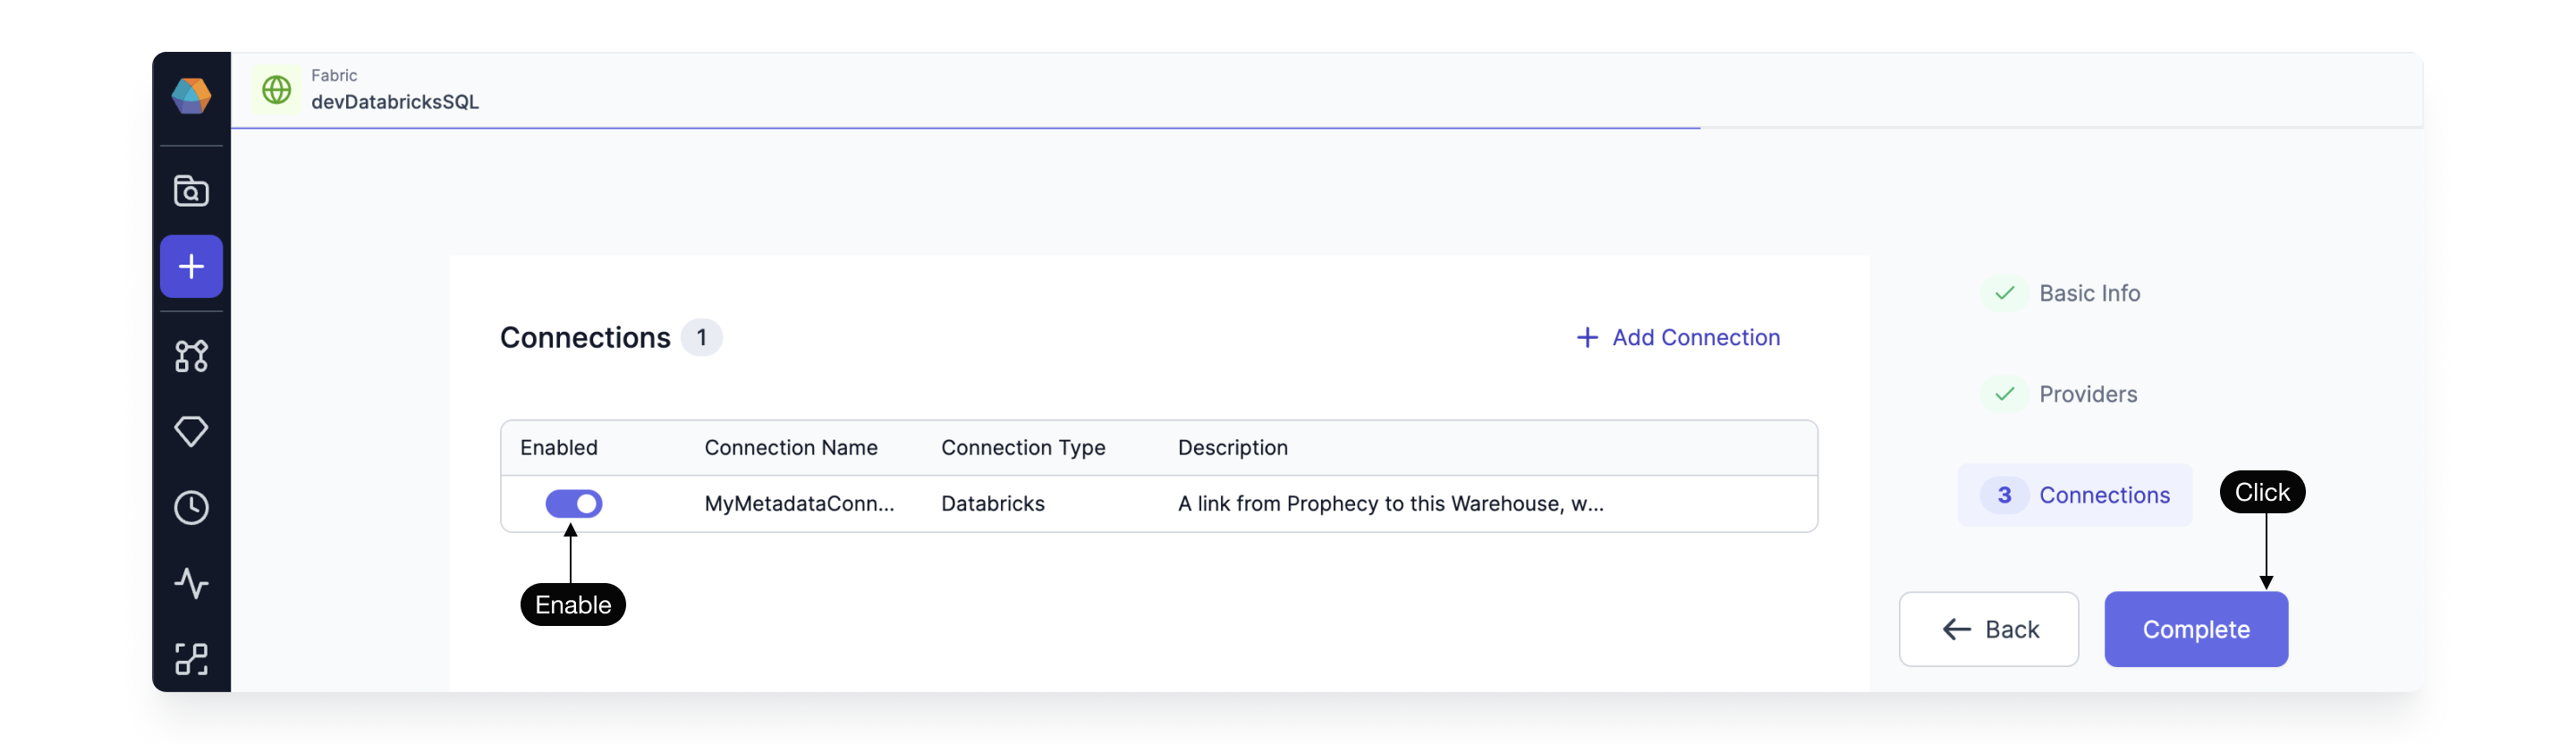 Fabric
devDatabricksSQL
Connections 1
+ Add Connection
Enabled Connection Name Connection Type Description
MyMetadataConn... Databricks A link from Prophecy to this Warehouse, w...
Enable
Basic Info
Providers
3 Connections
Click
← Back
Complete